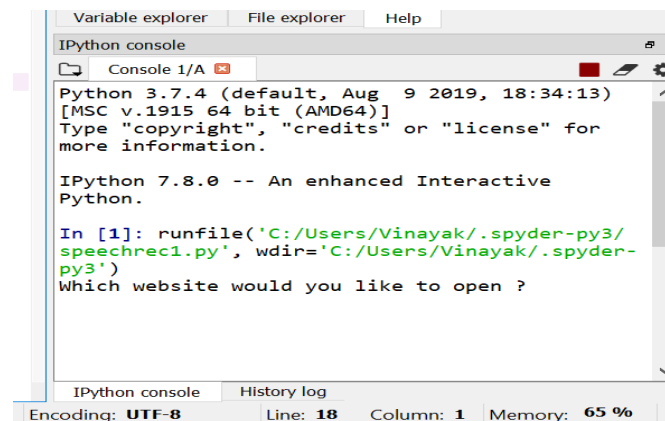 Variable explorer File explorer Help
IPython console
Console 1/A
Python 3.7.4 (default, Aug  9 2019, 18:34:13)
[MSC v.1915 64 bit (AMD64)]
Type "copyright", "credits" or "license" for
more information.
IPython 7.8.0 -- An enhanced Interactive
Python.
In [1]: runfile('C:/Users/Vinayak/.spyder-py3/
speechrec1.py', wdir='C:/Users/Vinayak/.spyder-
py3')
Which website would you like to open ?
IPython console History log
Encoding: UTF-8 Line: 18 Column: 1 Memory: 65 %